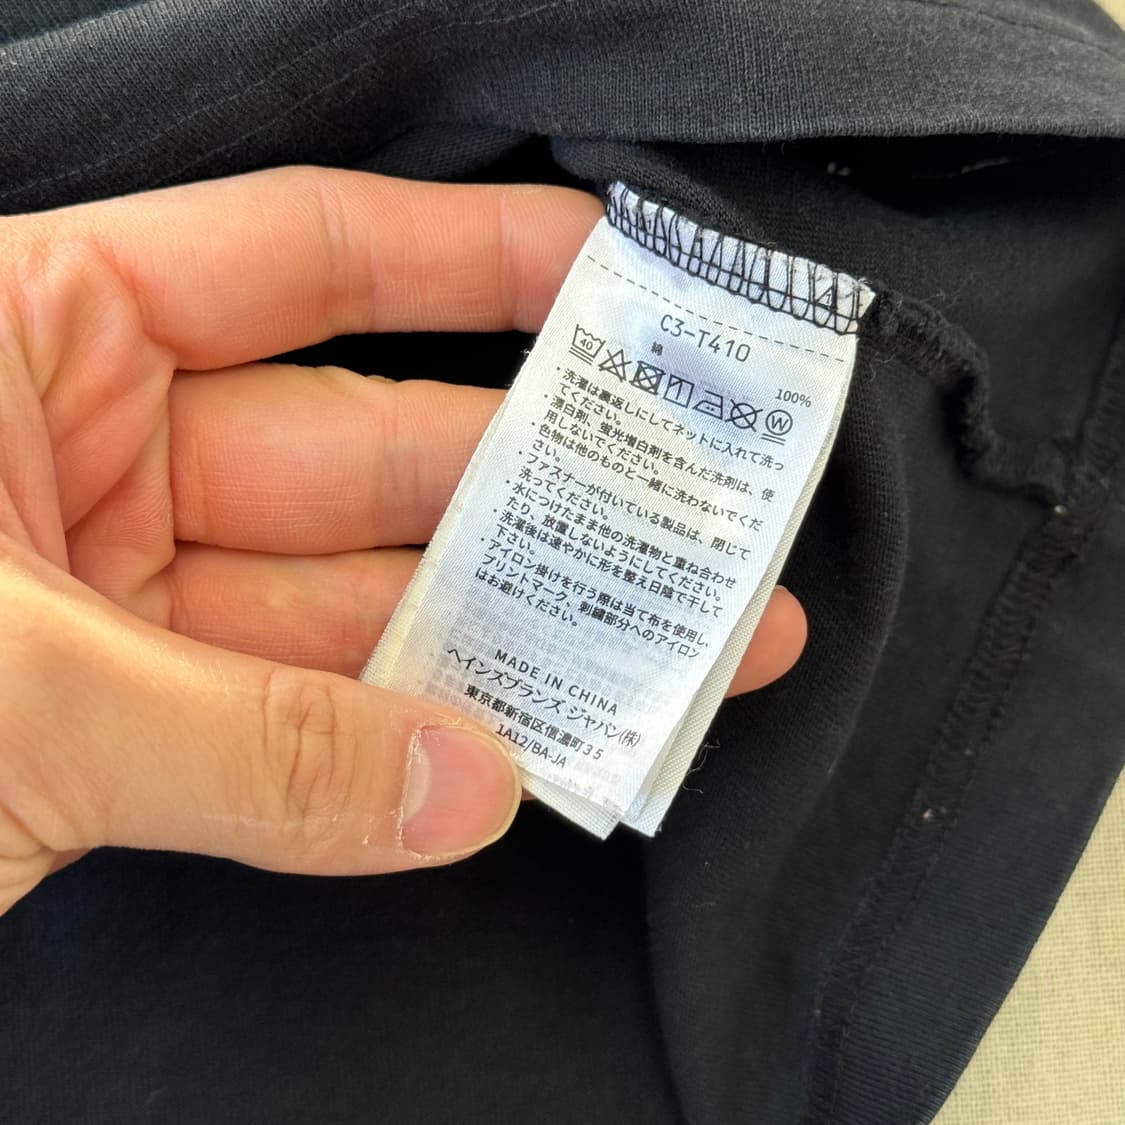 C3-T410
綿 100%
40
W
・洗濯は裏返しにしてネットに入れて洗っ
てください。
・漂白剤、蛍光増白剤を含んだ洗剤は、使
用しないでください。
・色物は他のものと一緒に洗わないでくだ
さい。
・ファスナーが付いている製品は、閉じて
洗ってください。
・水につけたまま他の洗濯物と重ね合わせ
たり、放置しないようにしてください。
・洗濯後は速やかに形を整え日陰で干して
下さい。
・アイロン掛けを行う際は当て布を使用し、
プリントマーク、刺繍部分へのアイロン
はお避けください。
MADE IN CHINA
ヘインズブランズ ジャパン(株)
東京都新宿区信濃町35
1A12/BA-JA